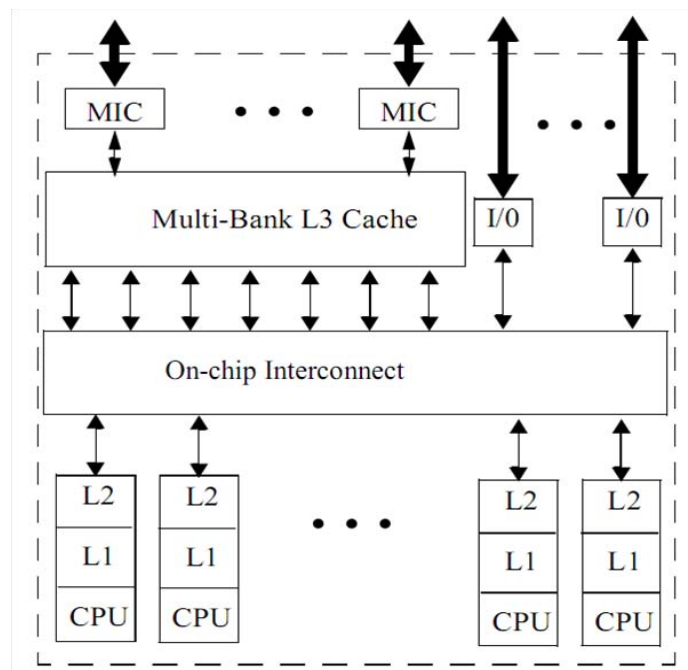 MIC
MIC
Multi-Bank L3 Cache
I/0
I/0
On-chip Interconnect
L2
L1
CPU
L2
L1
CPU
L2
L1
CPU
L2
L1
CPU